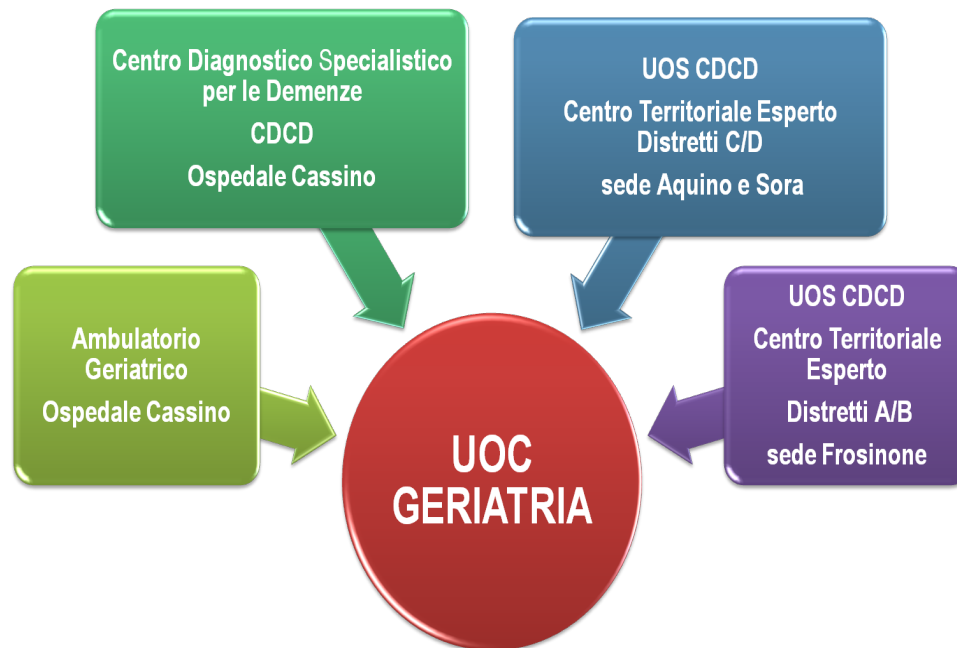 Centro Diagnostico Specialistico
per le Demenze
CDCD
Ospedale Cassino
UOS CDCD
Centro Territoriale Esperto
Distretti C/D
sede Aquino e Sora
Ambulatorio
Geriatrico
Ospedale Cassino
UOS CDCD
Centro Territoriale
Esperto
Distretti A/B
sede Frosinone
UOC
GERIATRIA